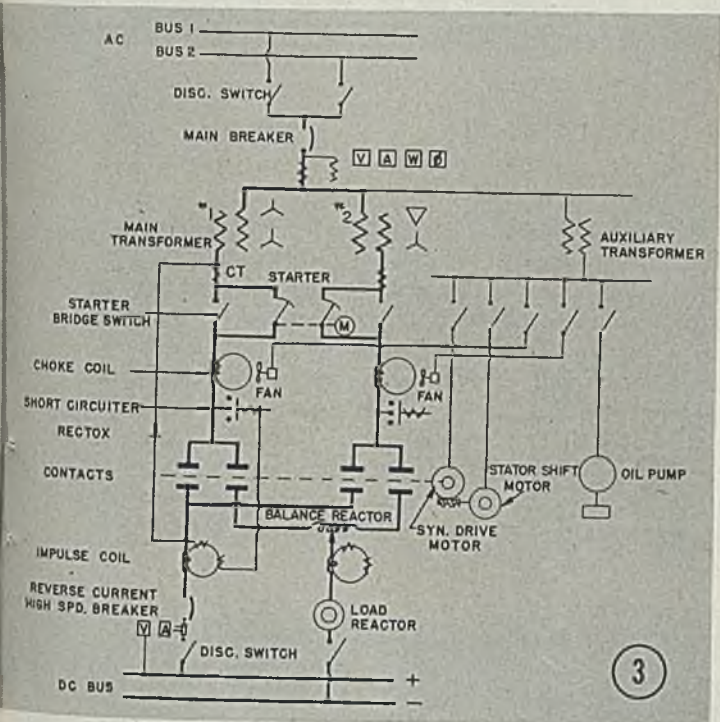 AC
BUS 1
BUS 2
DISC. SWITCH
MAIN BREAKER
V A W Ø
#1
#2
MAIN
TRANSFORMER
AUXILIARY
TRANSFORMER
CT
STARTER
STARTER
BRIDGE SWITCH
M
CHOKE COIL
FAN
FAN
SHORT CIRCUITER
RECTOX
CONTACTS
STATOR SHIFT
MOTOR
OIL PUMP
BALANCE REACTOR
SYN. DRIVE
MOTOR
IMPULSE COIL
REVERSE CURRENT
HIGH SPD. BREAKER
V A
LOAD
REACTOR
DISC. SWITCH
DC BUS
+
−
3